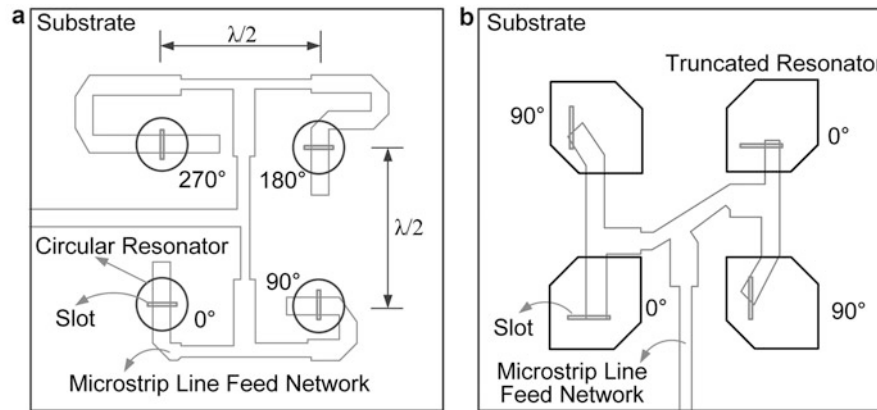 a
Substrate
λ/2
270°
180°
λ/2
Circular Resonator
90°
Slot
0°
Microstrip Line Feed Network
b
Substrate
Truncated Resonator
90°
0°
Slot
0°
90°
Microstrip Line
Feed Network